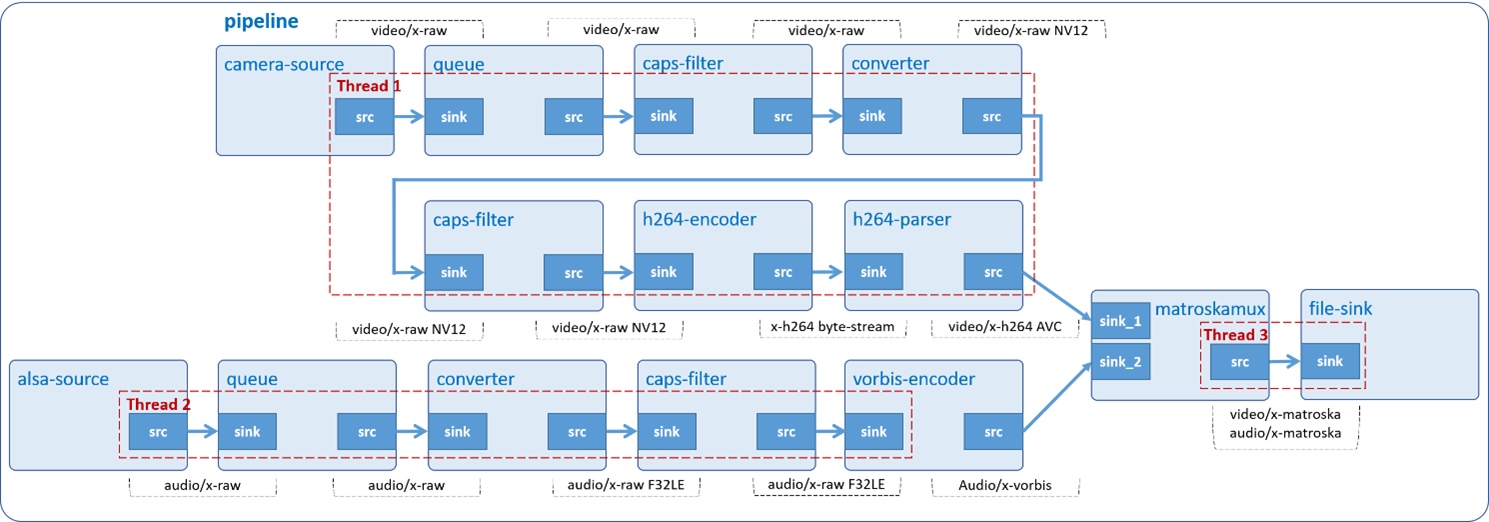 pipeline
video/x-raw
video/x-raw
video/x-raw
video/x-raw NV12
camera-source
queue
caps-filter
converter
Thread 1
src
sink
src
sink
src
sink
src
caps-filter
h264-encoder
h264-parser
sink
src
sink
src
sink
src
video/x-raw NV12
video/x-raw NV12
x-h264 byte-stream
video/x-h264 AVC
matroskamux
file-sink
sink_1
Thread 3
sink_2
src
sink
video/x-matroska
audio/x-matroska
alsa-source
queue
converter
caps-filter
vorbis-encoder
Thread 2
src
sink
src
sink
src
sink
src
sink
src
audio/x-raw
audio/x-raw
audio/x-raw F32LE
audio/x-raw F32LE
Audio/x-vorbis